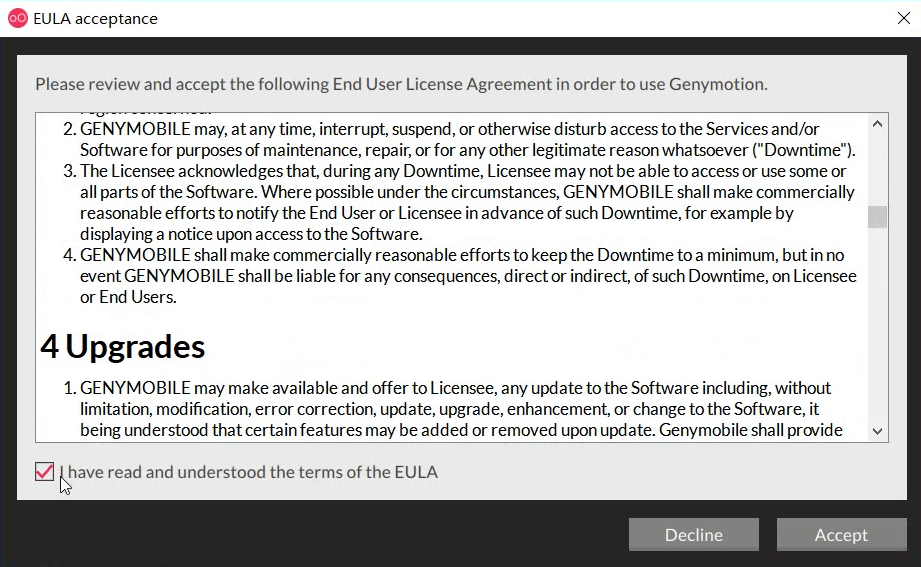 EULA acceptance
Please review and accept the following End User License Agreement in order to use Genymotion.
2. GENYMOBILE may, at any time, interrupt, suspend, or otherwise disturb access to the Services and/or
Software for purposes of maintenance, repair, or for any other legitimate reason whatsoever ("Downtime").
3. The Licensee acknowledges that, during any Downtime, Licensee may not be able to access or use some or
all parts of the Software. Where possible under the circumstances, GENYMOBILE shall make commercially
reasonable efforts to notify the End User or Licensee in advance of such Downtime, for example by
displaying a notice upon access to the Software.
4. GENYMOBILE shall make commercially reasonable efforts to keep the Downtime to a minimum, but in no
event GENYMOBILE shall be liable for any consequences, direct or indirect, of such Downtime, on Licensee
or End Users.
4 Upgrades
1. GENYMOBILE may make available and offer to Licensee, any update to the Software including, without
limitation, modification, error correction, update, upgrade, enhancement, or change to the Software, it
being understood that certain features may be added or removed upon update. Genymobile shall provide
I have read and understood the terms of the EULA
Decline
Accept